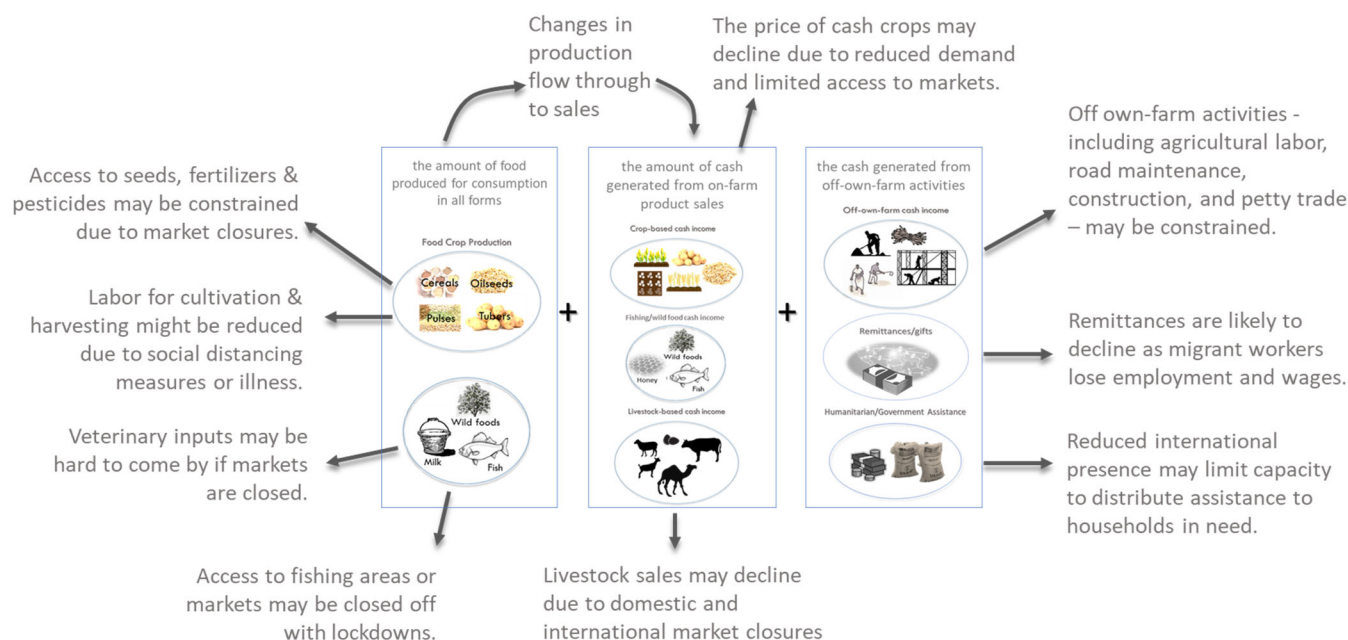 Changes in
production
flow through
to sales
The price of cash crops may
decline due to reduced demand
and limited access to markets.
Off own-farm activities -
including agricultural labor,
road maintenance,
construction, and petty trade
– may be constrained.
Access to seeds, fertilizers &
pesticides may be constrained
due to market closures.
Labor for cultivation &
harvesting might be reduced
due to social distancing
measures or illness.
Veterinary inputs may be
hard to come by if markets
are closed.
Access to fishing areas or
markets may be closed off
with lockdowns.
the amount of food
produced for consumption
in all forms
Food Crop Production
Cereals
Oilseeds
Pulses
Tubers
Wild foods
Milk
Fish
+
the amount of cash
generated from on-farm
product sales
Crop-based cash income
Fishing/wild food cash income
Wild foods
Honey
Fish
Livestock-based cash income
+
the cash generated from
off-own-farm activities
Off-own-farm cash income
Remittances/gifts
Humanitarian/Government Assistance
Livestock sales may decline
due to domestic and
international market closures
Remittances are likely to
decline as migrant workers
lose employment and wages.
Reduced international
presence may limit capacity
to distribute assistance to
households in need.